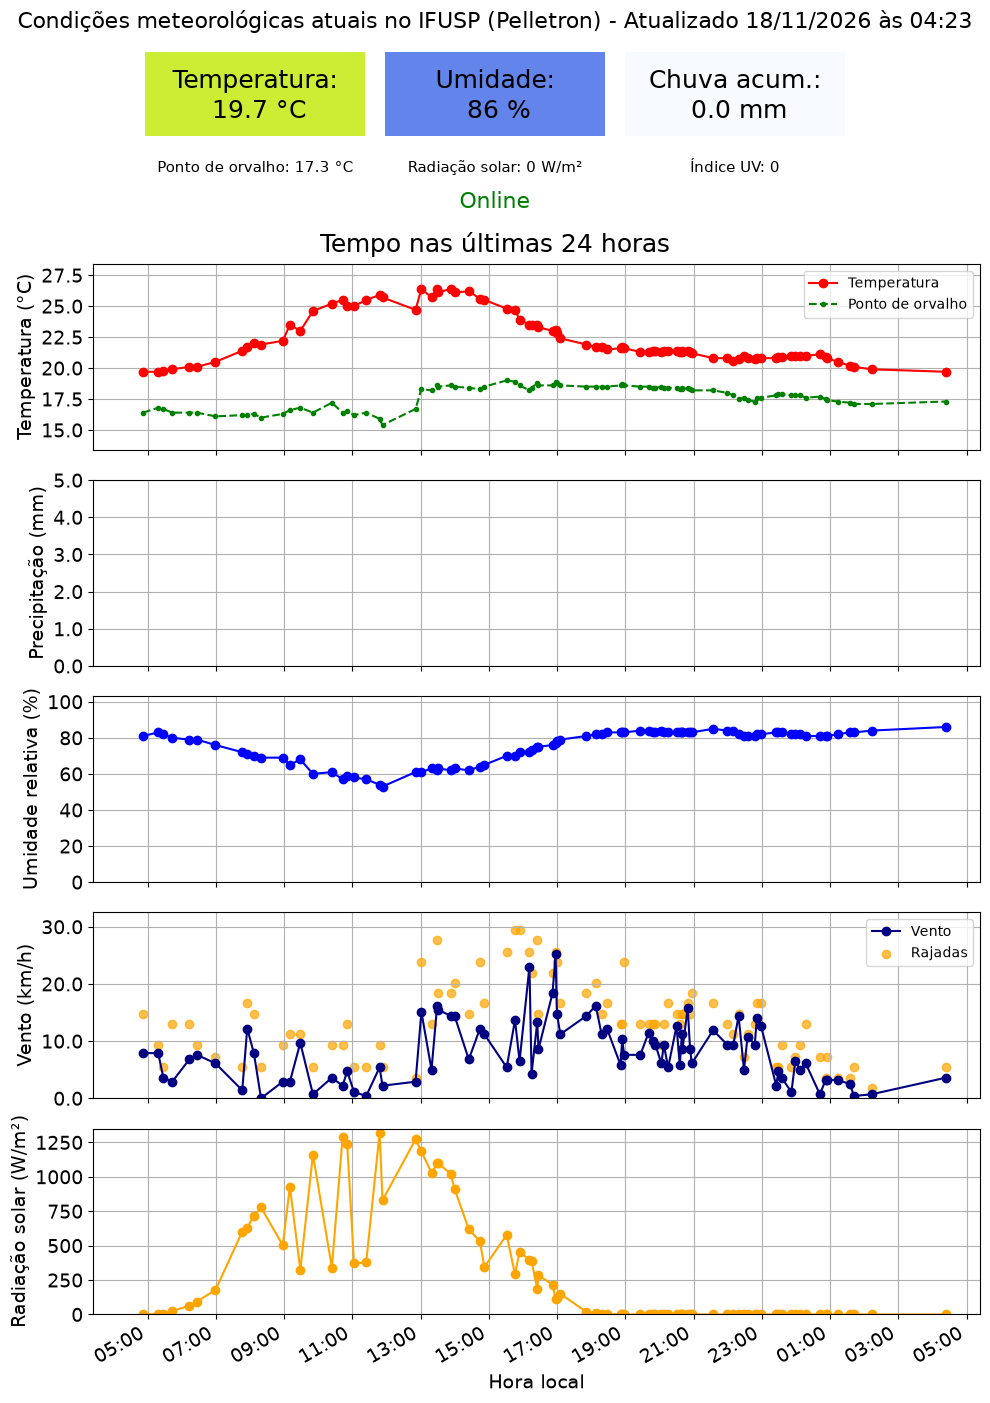 Condições meteorológicas atuais no IFUSP (Pelletron) - Atualizado 18/11/2026 às 04:23
Temperatura:
19.7 °C
Umidade:
86 %
Chuva acum.:
0.0 mm
Ponto de orvalho: 17.3 °C
Radiação solar: 0 W/m²
Índice UV: 0
Online
Tempo nas últimas 24 horas
Temperatura (°C)
27.5
25.0
22.5
20.0
17.5
15.0
Temperatura
Ponto de orvalho
Precipitação (mm)
5.0
4.0
3.0
2.0
1.0
0.0
Umidade relativa (%)
100
80
60
40
20
0
Vento (km/h)
30.0
20.0
10.0
0.0
Vento
Rajadas
Radiação solar (W/m²)
1250
1000
750
500
250
0
05:00 07:00 09:00 11:00 13:00 15:00 17:00 19:00 21:00 23:00 01:00 03:00 05:00
Hora local